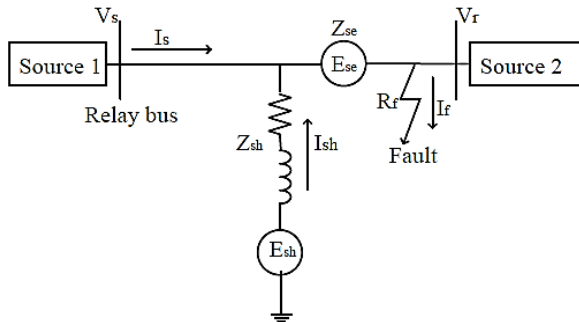 Vs
Is
Zse
Vr
Source 1
Ese
Source 2
Relay bus
Rf
If
Zsh
Ish
Fault
Esh